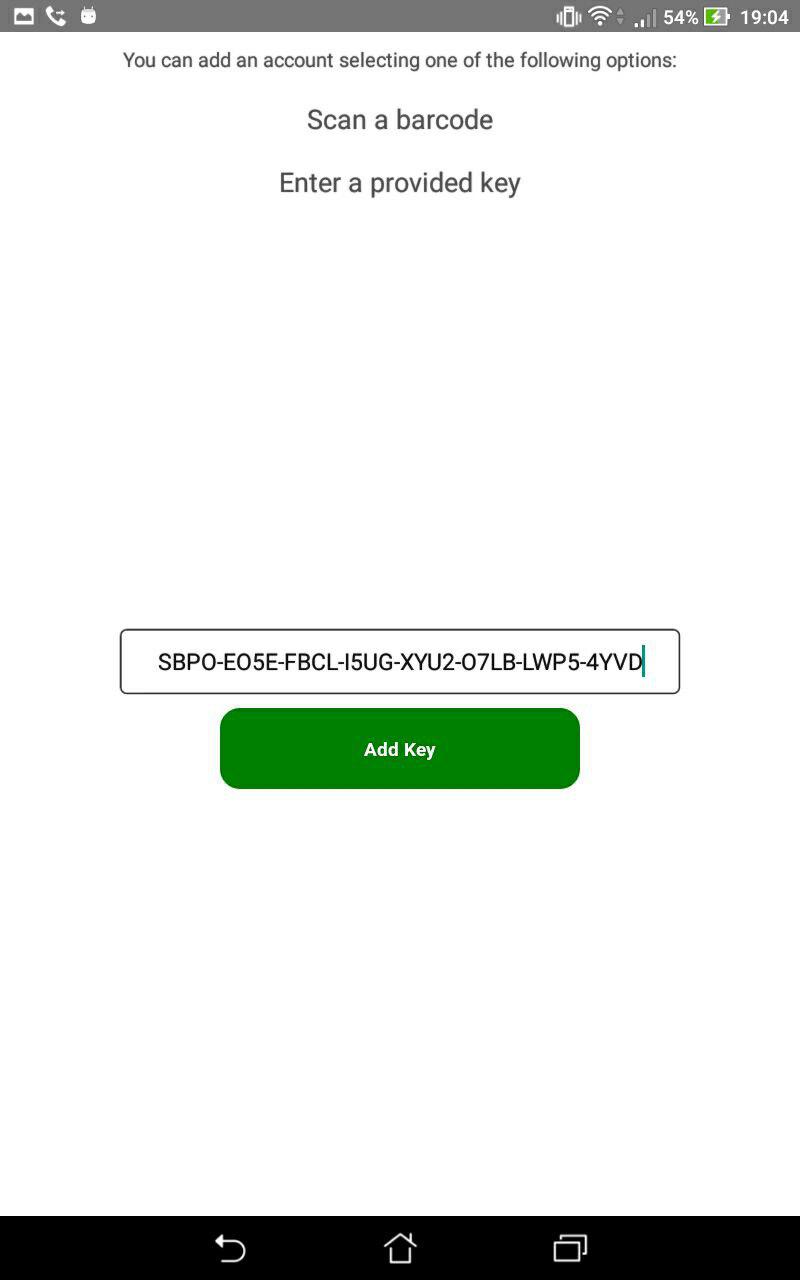 54% 19:04
You can add an account selecting one of the following options:
Scan a barcode
Enter a provided key
SBPO-EO5E-FBCL-I5UG-XYU2-O7LB-LWP5-4YVD
Add Key